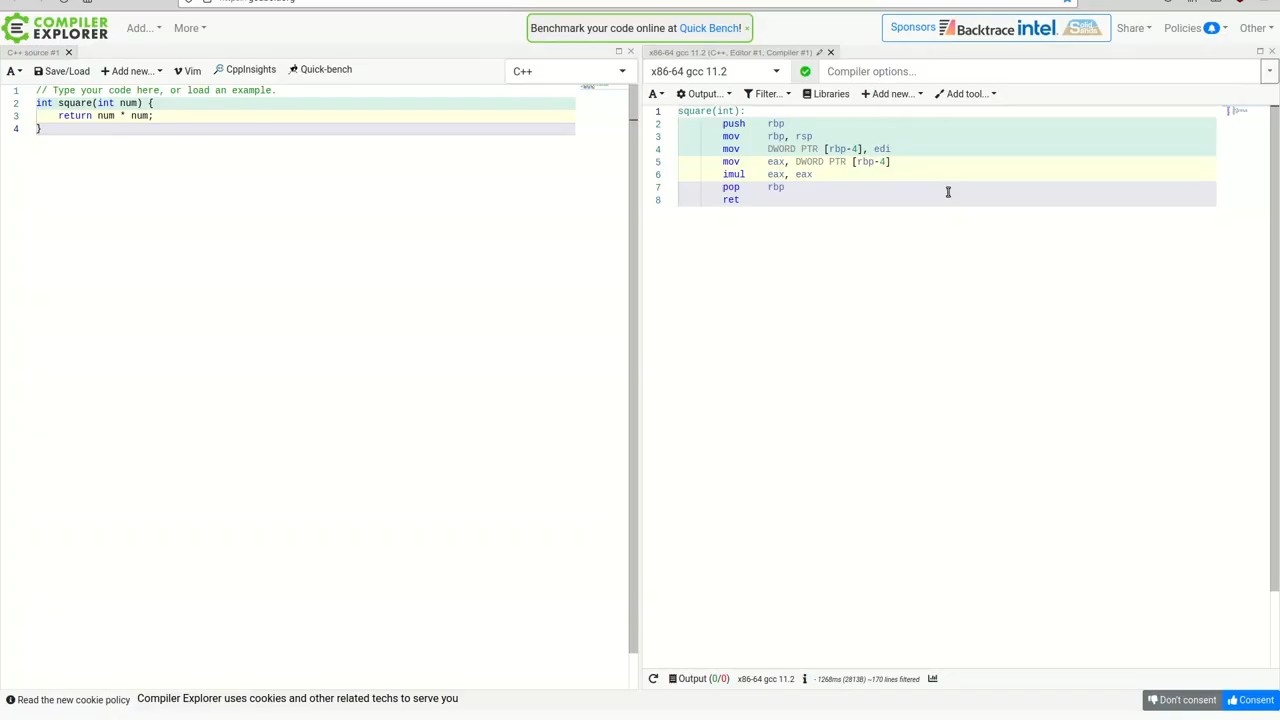 COMPILER
EXPLORER
Add...
More
Benchmark your code online at Quick Bench! ×
Sponsors
Backtrace
intel
Solid Sands
Share
Policies
Other
C++ source #1
x86-64 gcc 11.2 (C++, Editor #1, Compiler #1)
A
Save/Load
Add new...
Vim
CppInsights
Quick-bench
C++
x86-64 gcc 11.2
Compiler options...
A
Output...
Filter...
Libraries
Add new...
Add tool...
1 // Type your code here, or load an example.
2 int square(int num) {
3 return num * num;
4 }
1 square(int):
2 push rbp
3 mov rbp, rsp
4 mov DWORD PTR [rbp-4], edi
5 mov eax, DWORD PTR [rbp-4]
6 imul eax, eax
7 pop rbp
8 ret
Output (0/0) x86-64 gcc 11.2 i - 1268ms (2813B) ~170 lines filtered
Read the new cookie policy
Compiler Explorer uses cookies and other related techs to serve you
Don't consent
Consent